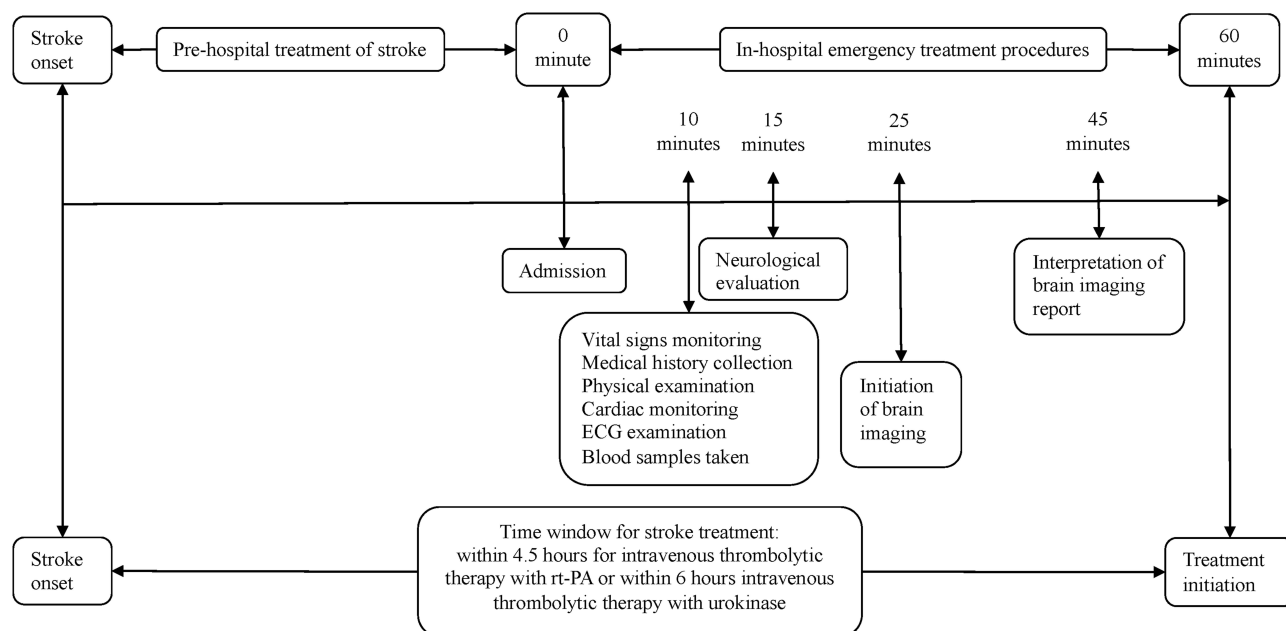 Stroke
onset
Pre-hospital treatment of stroke
0
minute
In-hospital emergency treatment procedures
60
minutes
10
minutes
15
minutes
25
minutes
45
minutes
Admission
Neurological
evaluation
Interpretation of
brain imaging
report
Vital signs monitoring
Medical history collection
Physical examination
Cardiac monitoring
ECG examination
Blood samples taken
Initiation
of brain
imaging
Stroke
onset
Time window for stroke treatment:
within 4.5 hours for intravenous thrombolytic
therapy with rt-PA or within 6 hours intravenous
thrombolytic therapy with urokinase
Treatment
initiation